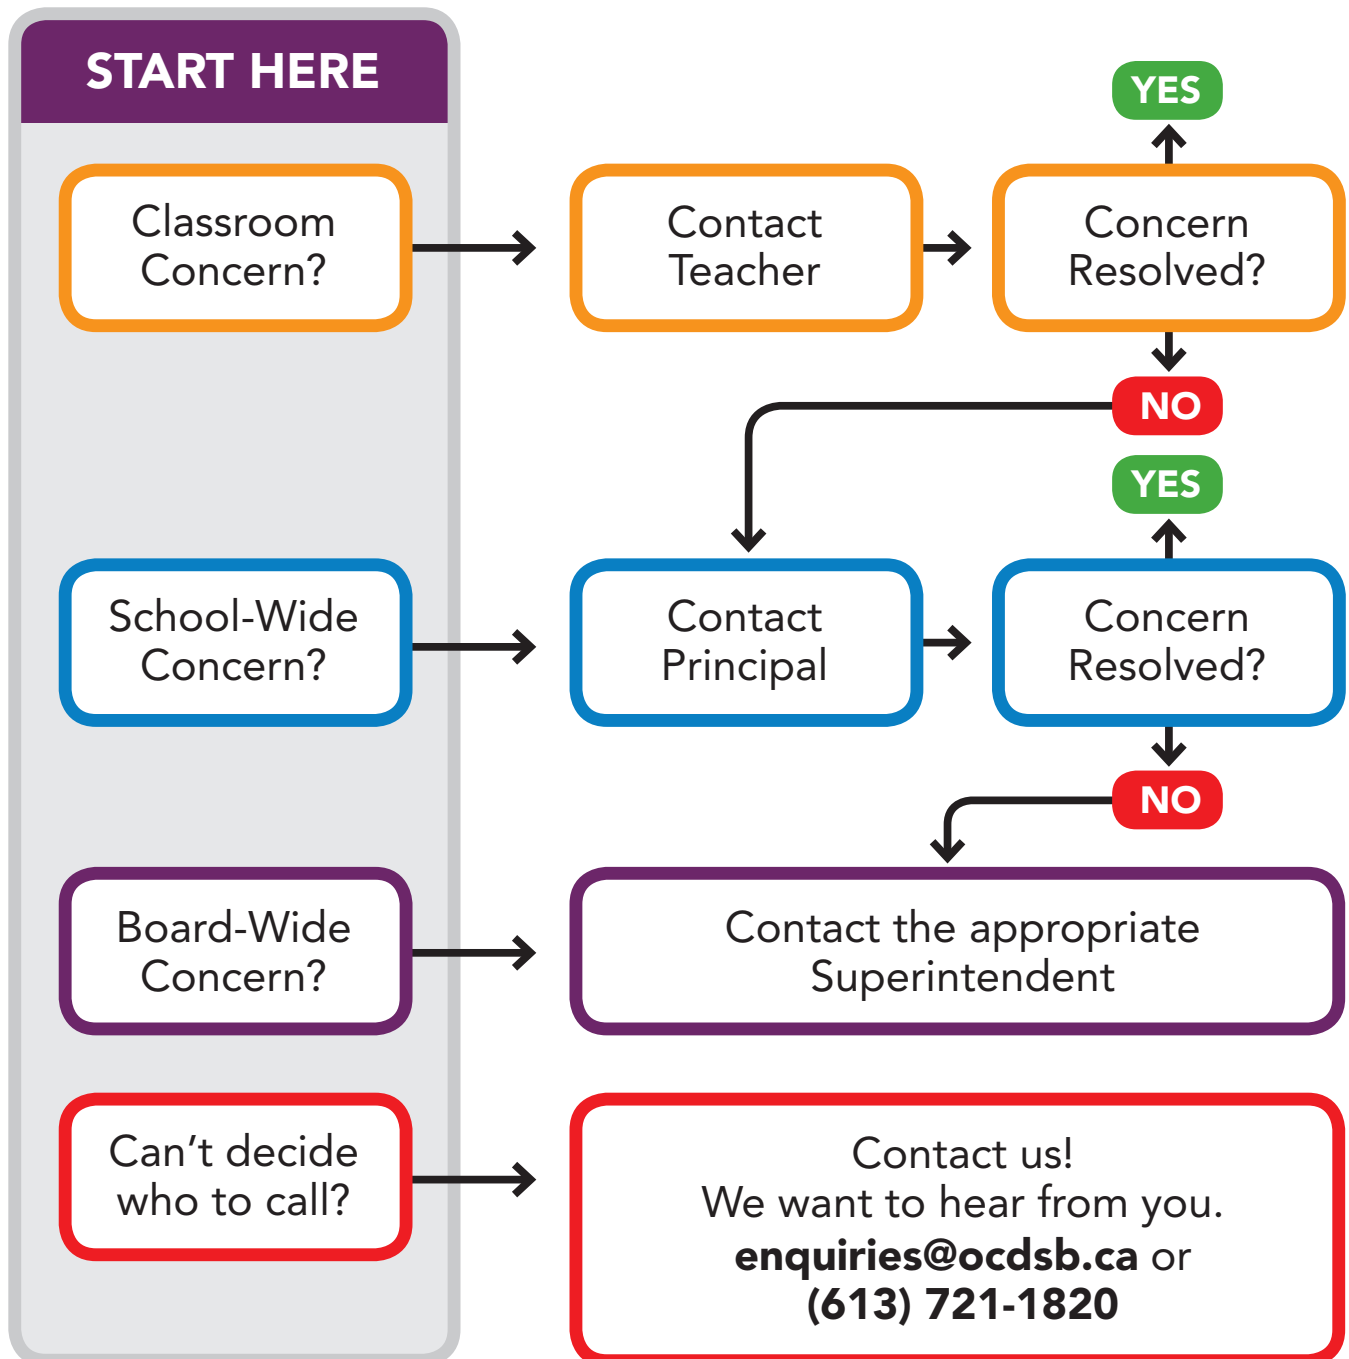 START HERE
YES
Classroom
Concern?
Contact
Teacher
Concern
Resolved?
NO
YES
School-Wide
Concern?
Contact
Principal
Concern
Resolved?
NO
Board-Wide
Concern?
Contact the appropriate
Superintendent
Can't decide
who to call?
Contact us!
We want to hear from you.
enquiries@ocdsb.ca or
(613) 721-1820